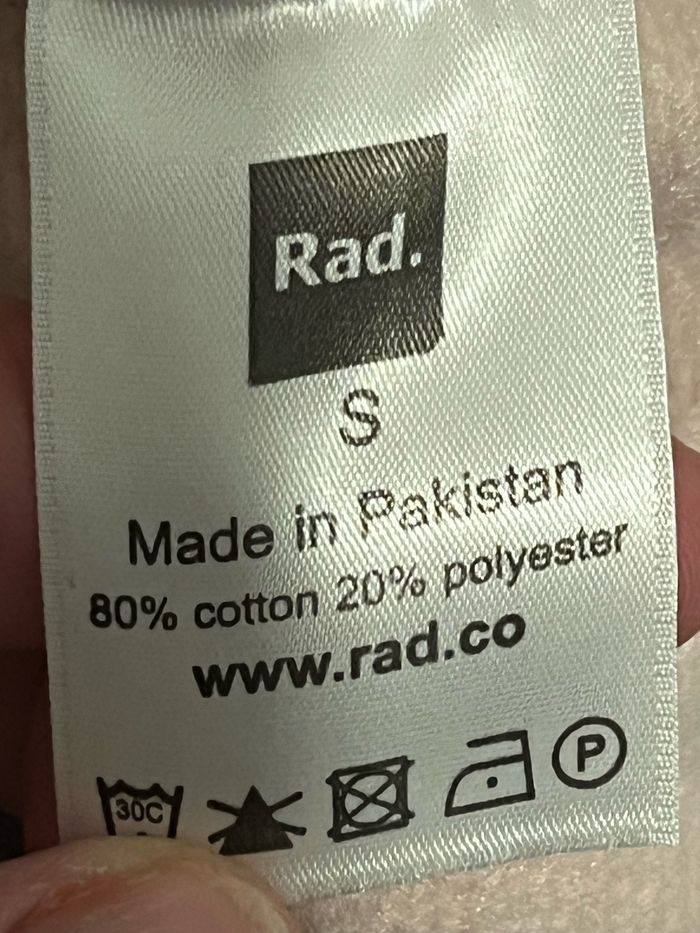 Rad.
S
Made in Pakistan
80% cotton 20% polyester
www.rad.co
30C P